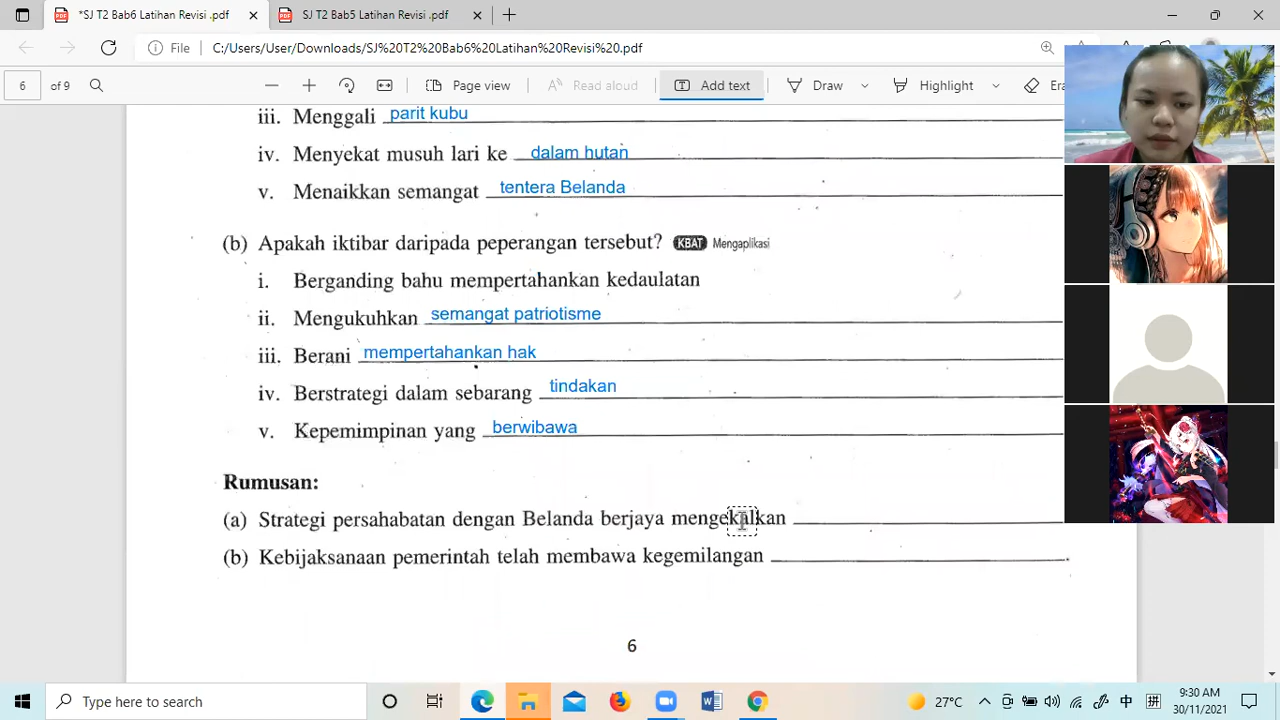 *SJ T2 Bab6 Latihan Revisi .pdf
SJ T2 Bab 6.pdf
File C:/Users/User/Downloads/SJ%20T2%20Bab6%20Latihan%20Revisi%20.pdf
6 of 9 Page view Read aloud Add text Draw Highlight Era
iii. Menggali parit kubu
iv. Menyekat musuh lari ke dalam hutan
v. Menaikkan semangat tentera Belanda
(b) Apakah iktibar daripada peperangan tersebut? KBAT Mengaplikasi
i. Berganding bahu mempertahankan kedaulatan
ii. Mengukuhkan semangat patriotisme
iii. Berani mempertahankan hak
iv. Berstrategi dalam sebarang tindakan
v. Kepemimpinan yang berwibawa
Rumusan:
(a) Strategi persahabatan dengan Belanda berjaya mengekalkan
(b) Kebijaksanaan pemerintah telah membawa kegemilangan
6
Type here to search
27°C
中 拼
9:30 AM
30/11/2021